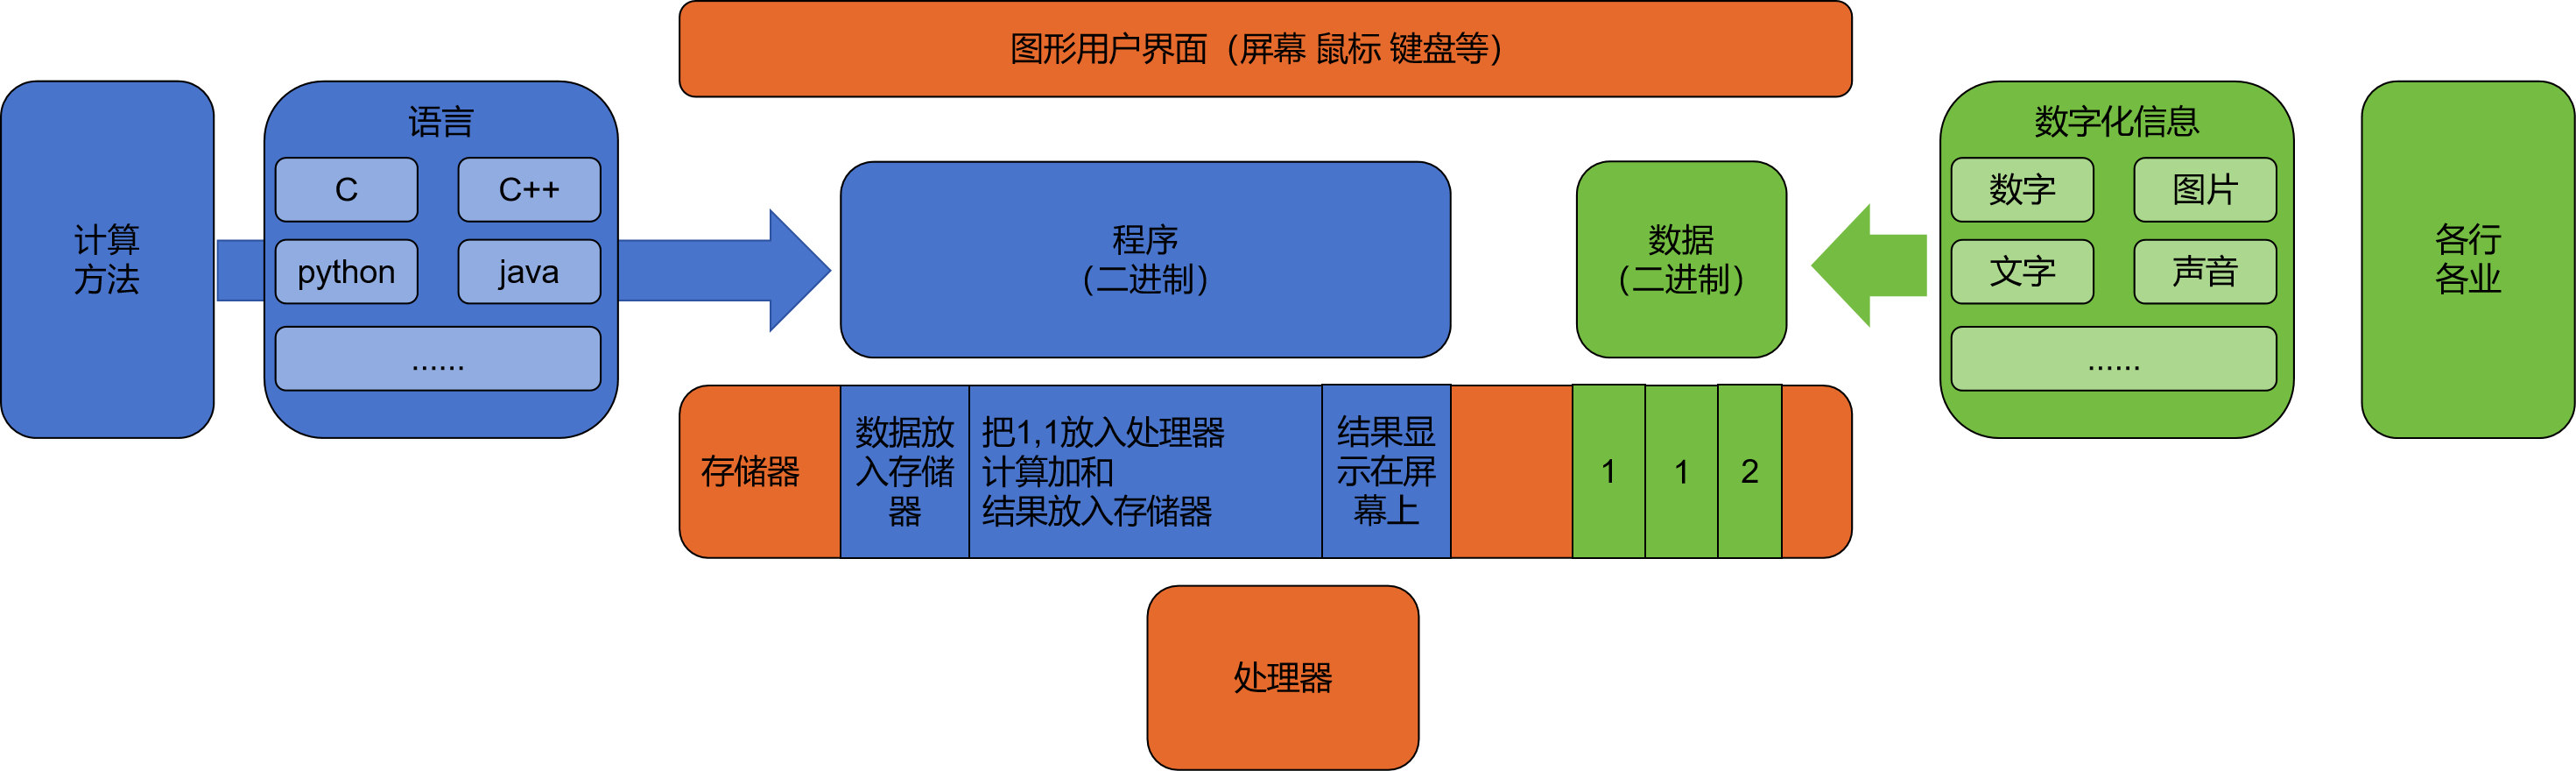 图形用户界面（屏幕 鼠标 键盘等）
计算
方法
语言
C
C++
python
java
......
程序
（二进制）
数据
（二进制）
数字化信息
数字
图片
文字
声音
......
各行
各业
存储器
数据放
入存储
器
把1,1放入处理器
计算加和
结果放入存储器
结果显
示在屏
幕上
1
1
2
处理器